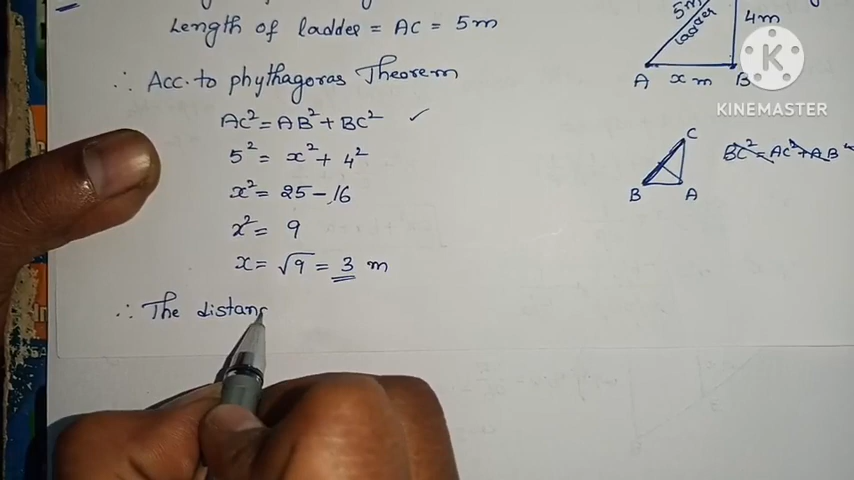 Length of ladder = AC = 5m
∴ Acc. to phythagoras Theorem
AC² = AB² + BC² ✓
5² = x² + 4²
x² = 25 - 16
x² = 9
x = √9 = 3 m
∴ The distanc
5m
ladder
4m
A x m B
KINEMASTER
C
BC² = AC² + AB²
B A